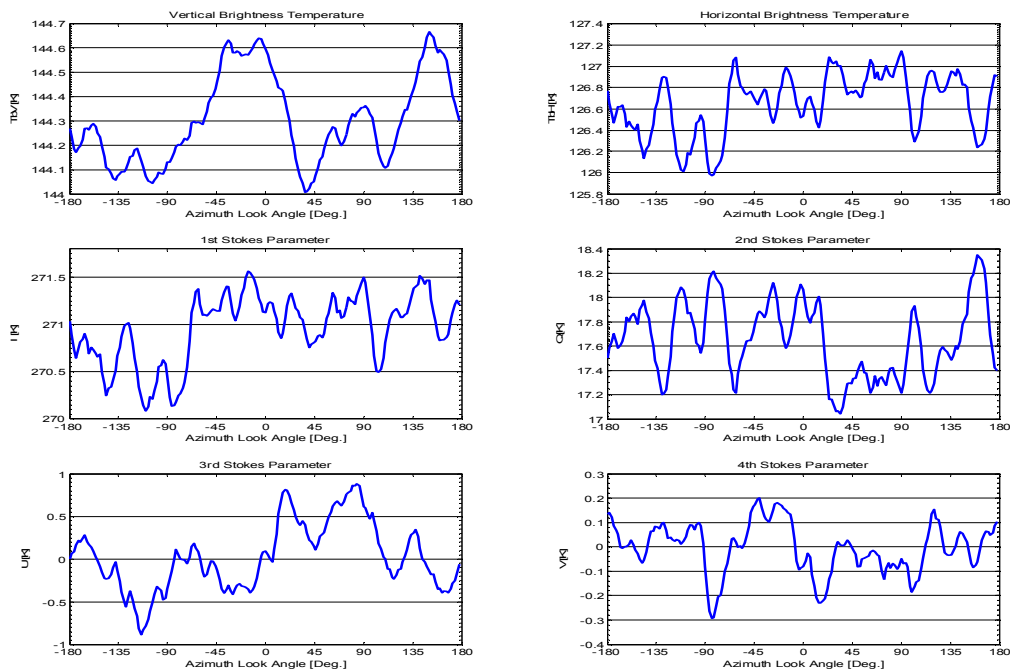 Vertical Brightness Temperature
144.7
144.6
144.5
144.4
144.3
144.2
144.1
144
TbV[K]
-180 -135 -90 -45 0 45 90 135 180
Azimuth Look Angle [Deg.]
Horizontal Brightness Temperature
127.4
127.2
127
126.8
126.6
126.4
126.2
126
125.8
TbH[K]
-180 -135 -90 -45 0 45 90 135 180
Azimuth Look Angle [Deg.]
1st Stokes Parameter
271.5
271
270.5
270
I [K]
-180 -135 -90 -45 0 45 90 135 180
Azimuth Look Angle [Deg.]
2nd Stokes Parameter
18.4
18.2
18
17.8
17.6
17.4
17.2
17
Q[K]
-180 -135 -90 -45 0 45 90 135 180
Azimuth Look Angle [Deg.]
3rd Stokes Parameter
1
0.5
0
-0.5
-1
U[K]
-180 -135 -90 -45 0 45 90 135 180
Azimuth Look Angle [Deg.]
4th Stokes Parameter
0.3
0.2
0.1
0
-0.1
-0.2
-0.3
-0.4
V[K]
-180 -135 -90 -45 0 45 90 135 180
Azimuth Look Angle [Deg.]